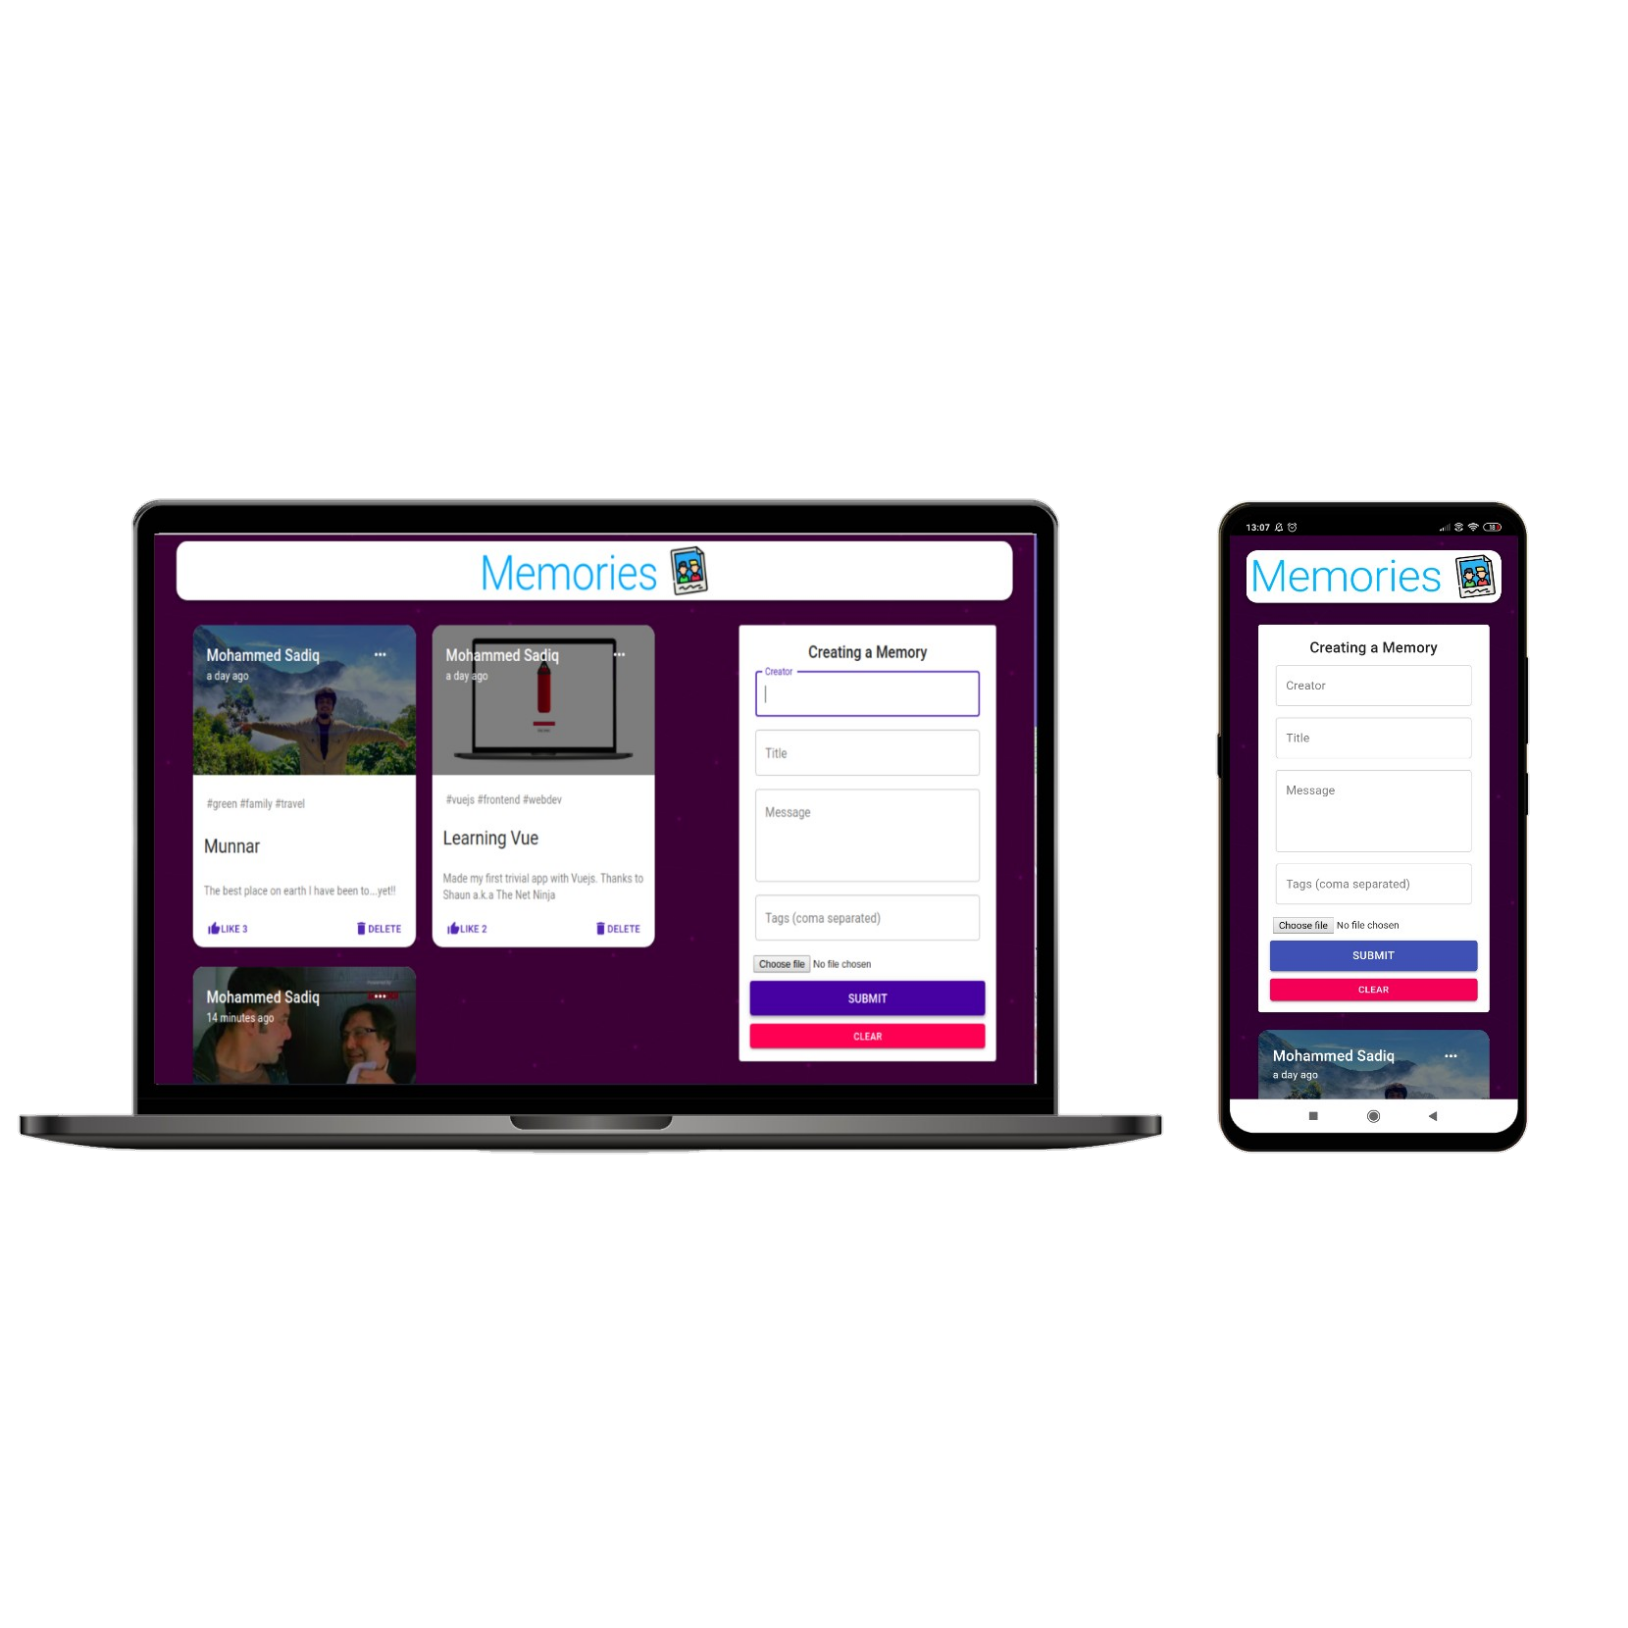 Memories
Mohammed Sadiq
a day ago
#green #family #travel
Munnar
The best place on earth I have been to...yet!!
LIKE 3
DELETE
Mohammed Sadiq
a day ago
#vuejs #frontend #webdev
Learning Vue
Made my first trivial app with Vuejs. Thanks to
Shaun a.k.a The Net Ninja
LIKE 2
DELETE
Mohammed Sadiq
14 minutes ago
Creating a Memory
Creator
Title
Message
Tags (coma separated)
Choose file No file chosen
SUBMIT
CLEAR
13:07
Memories
Creating a Memory
Creator
Title
Message
Tags (coma separated)
Choose file No file chosen
SUBMIT
CLEAR
Mohammed Sadiq
a day ago